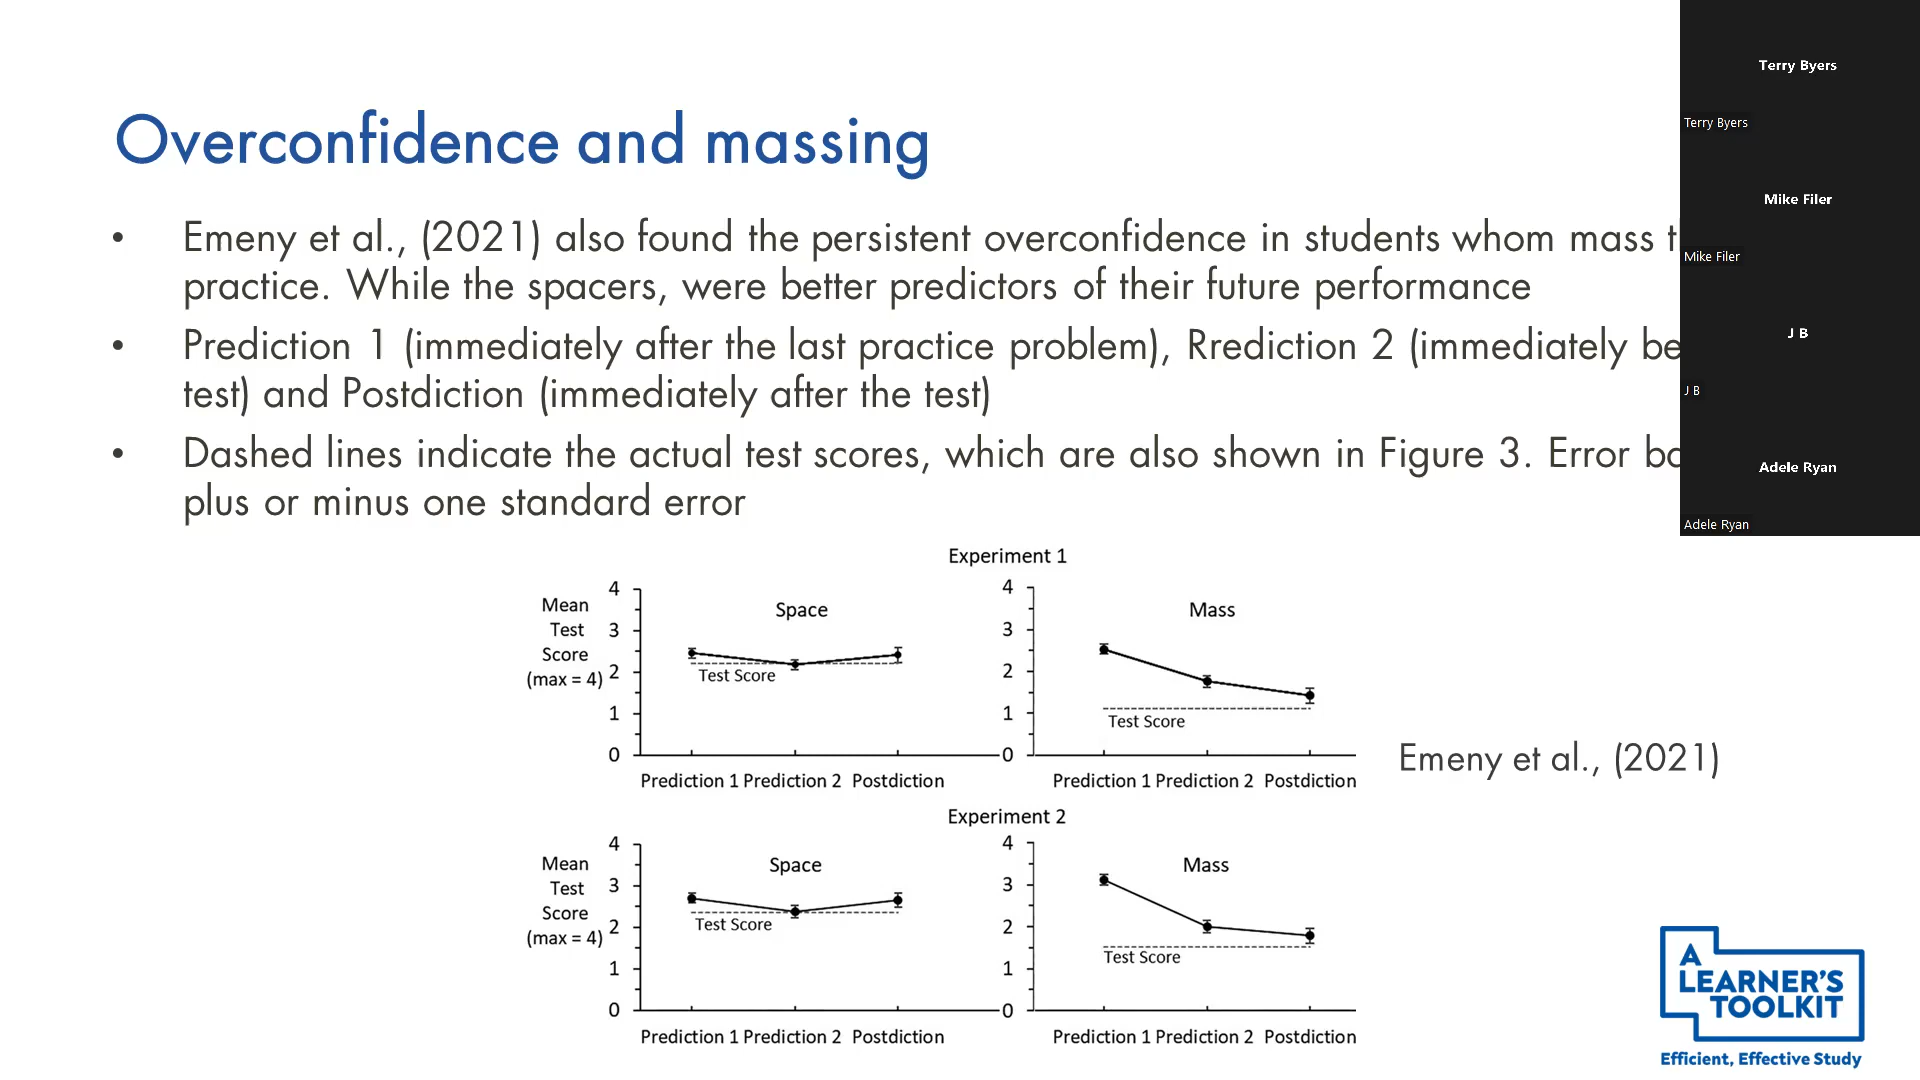 Overconfidence and massing
• Emeny et al., (2021) also found the persistent overconfidence in students whom mass
practice. While the spacers, were better predictors of their future performance
• Prediction 1 (immediately after the last practice problem), Rrediction 2 (immediately
test) and Postdiction (immediately after the test)
• Dashed lines indicate the actual test scores, which are also shown in Figure 3. Error
plus or minus one standard error
Terry Byers
Terry Byers
Mike Filer
Mike Filer
J B
J B
Adele Ryan
Adele Ryan
Experiment 1
Mean
Test
Score
(max = 4)
4
3
2
1
0
Space
Test Score
Prediction 1 Prediction 2 Postdiction
4
3
2
1
0
Mass
Test Score
Prediction 1 Prediction 2 Postdiction
Emeny et al., (2021)
Experiment 2
Mean
Test
Score
(max = 4)
4
3
2
1
0
Space
Test Score
Prediction 1 Prediction 2 Postdiction
4
3
2
1
0
Mass
Test Score
Prediction 1 Prediction 2 Postdiction
A
LEARNER'S
TOOLKIT
Efficient, Effective Study